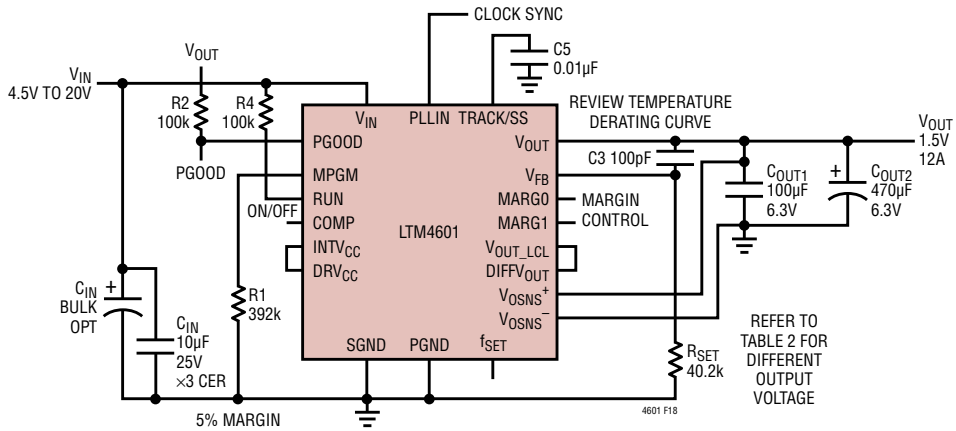 CLOCK SYNC
C5
0.01µF
VOUT
VIN
4.5V TO 20V
R2
100k
R4
100k
REVIEW TEMPERATURE
DERATING CURVE
VIN
PLLIN
TRACK/SS
PGOOD
VOUT
VOUT
1.5V
12A
C3 100pF
PGOOD
MPGM
VFB
COUT1
100µF
6.3V
+
COUT2
470µF
6.3V
RUN
ON/OFF
MARG0
MARGIN
CONTROL
COMP
LTM4601
MARG1
INTVCC
VOUT_LCL
DRVCC
DIFFVOUT
CIN
BULK
OPT
+
R1
392k
VOSNS+
VOSNS–
CIN
10µF
25V
×3 CER
SGND
PGND
fSET
RSET
40.2k
REFER TO
TABLE 2 FOR
DIFFERENT
OUTPUT
VOLTAGE
5% MARGIN
4601 F18